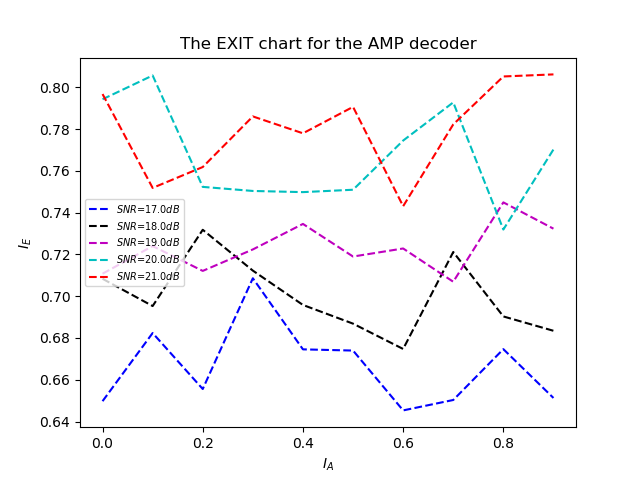 The EXIT chart for the AMP decoder
0.80
0.78
0.76
0.74
0.72
0.70
0.68
0.66
0.64
I_E
SNR=17.0dB
SNR=18.0dB
SNR=19.0dB
SNR=20.0dB
SNR=21.0dB
0.0 0.2 0.4 0.6 0.8
I_A